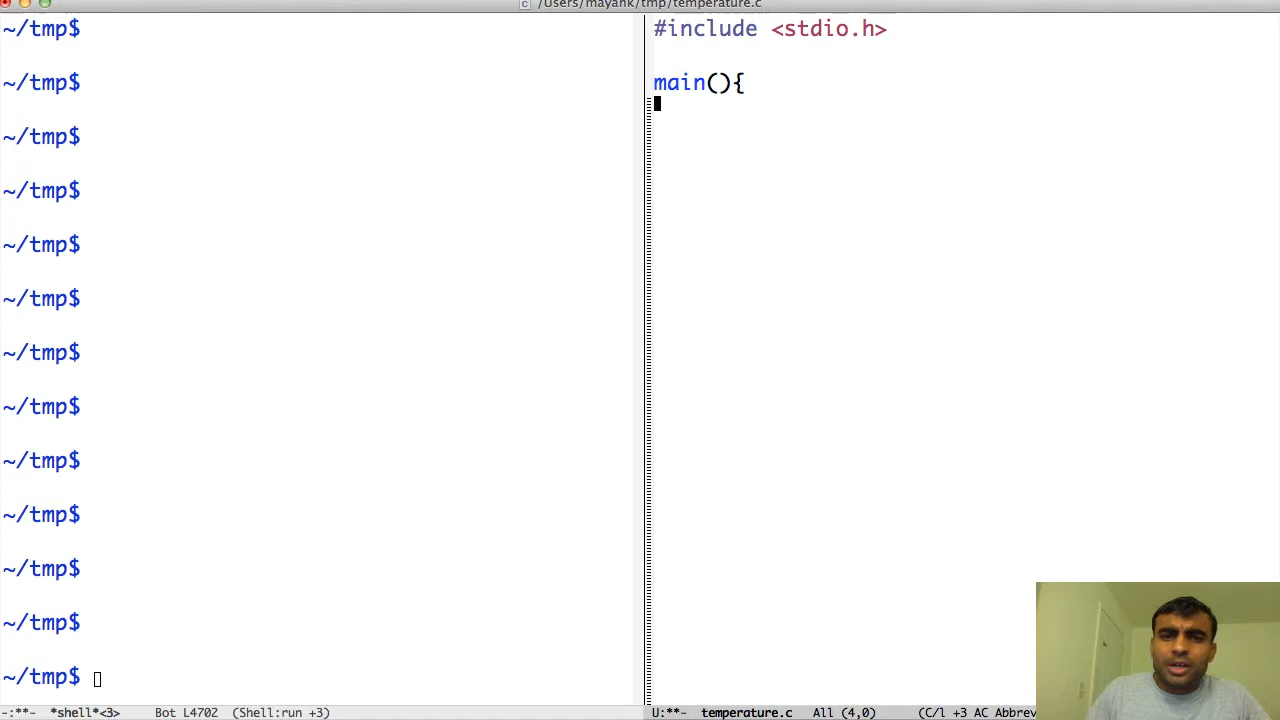 /Users/mayank/tmp/temperature.c
~/tmp$
~/tmp$
~/tmp$
~/tmp$
~/tmp$
~/tmp$
~/tmp$
~/tmp$
~/tmp$
~/tmp$
~/tmp$
~/tmp$
~/tmp$
-:**- *shell*<3> Bot L4702 (Shell:run +3)
#include <stdio.h>
main(){
U:**- temperature.c All (4,0) (C/l +3 AC Abbrev